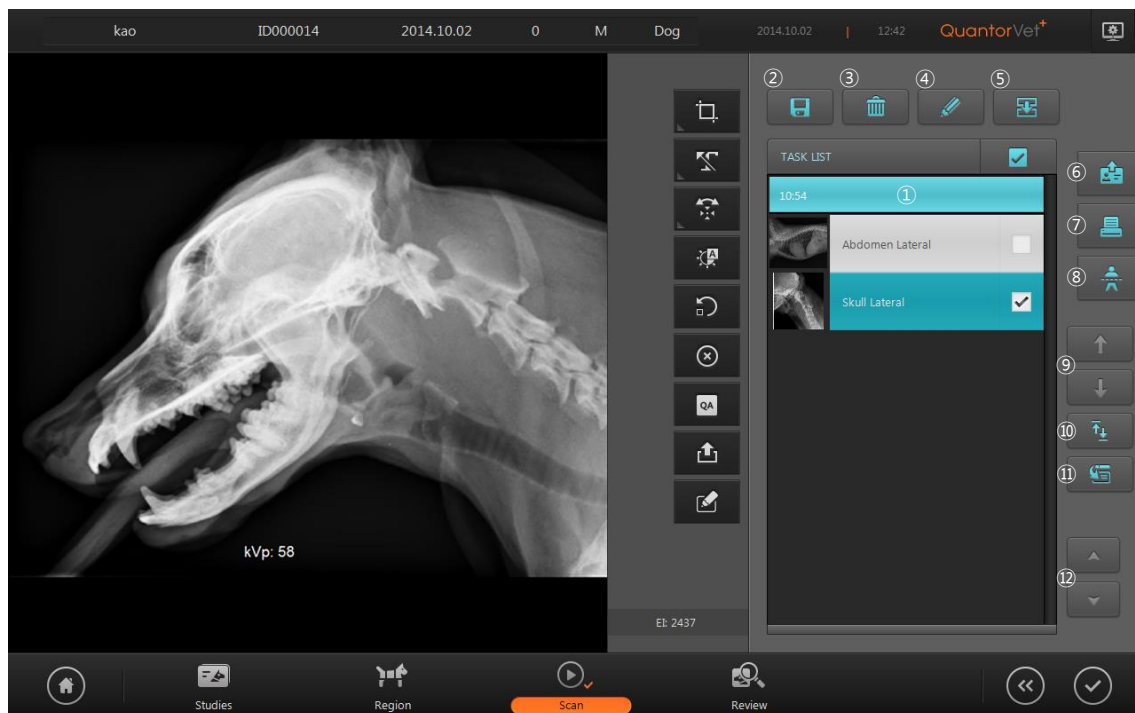 kao ID000014 2014.10.02 0 M Dog 2014.10.02 | 12:42 QuantorVet+
② ③ ④ ⑤
TASK LIST
10:54 ①
Abdomen Lateral
Skull Lateral
⑥
⑦
⑧
⑨
⑩
⑪
⑫
A
QA
kVp: 58
EI: 2437
Studies Region Scan Review